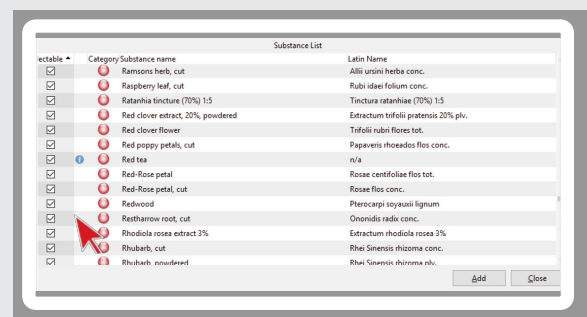 Substance List
ectable Category Substance name Latin Name
Ramsons herb, cut Allii ursini herba conc.
Raspberry leaf, cut Rubi idaei folium conc.
Ratanhia tincture (70%) 1:5 Tinctura ratanhiae (70%) 1:5
Red clover extract, 20%, powdered Extractum trifolii pratensis 20% plv.
Red clover flower Trifolii rubri flores tot.
Red poppy petals, cut Papaveris rhoeados flos conc.
Red tea n/a
Red-Rose petal Rosae centifoliae flos tot.
Red-Rose petal, cut Rosae flos conc.
Redwood Pterocarpi soyauxii lignum
Restharrow root, cut Ononidis radix conc.
Rhodiola rosea extract 3% Extractum rhodiola rosea 3%
Rhubarb, cut Rhei Sinensis rhizoma conc.
Rhubarb, powdered Rhei Sinensis rhizoma plv.
Add Close